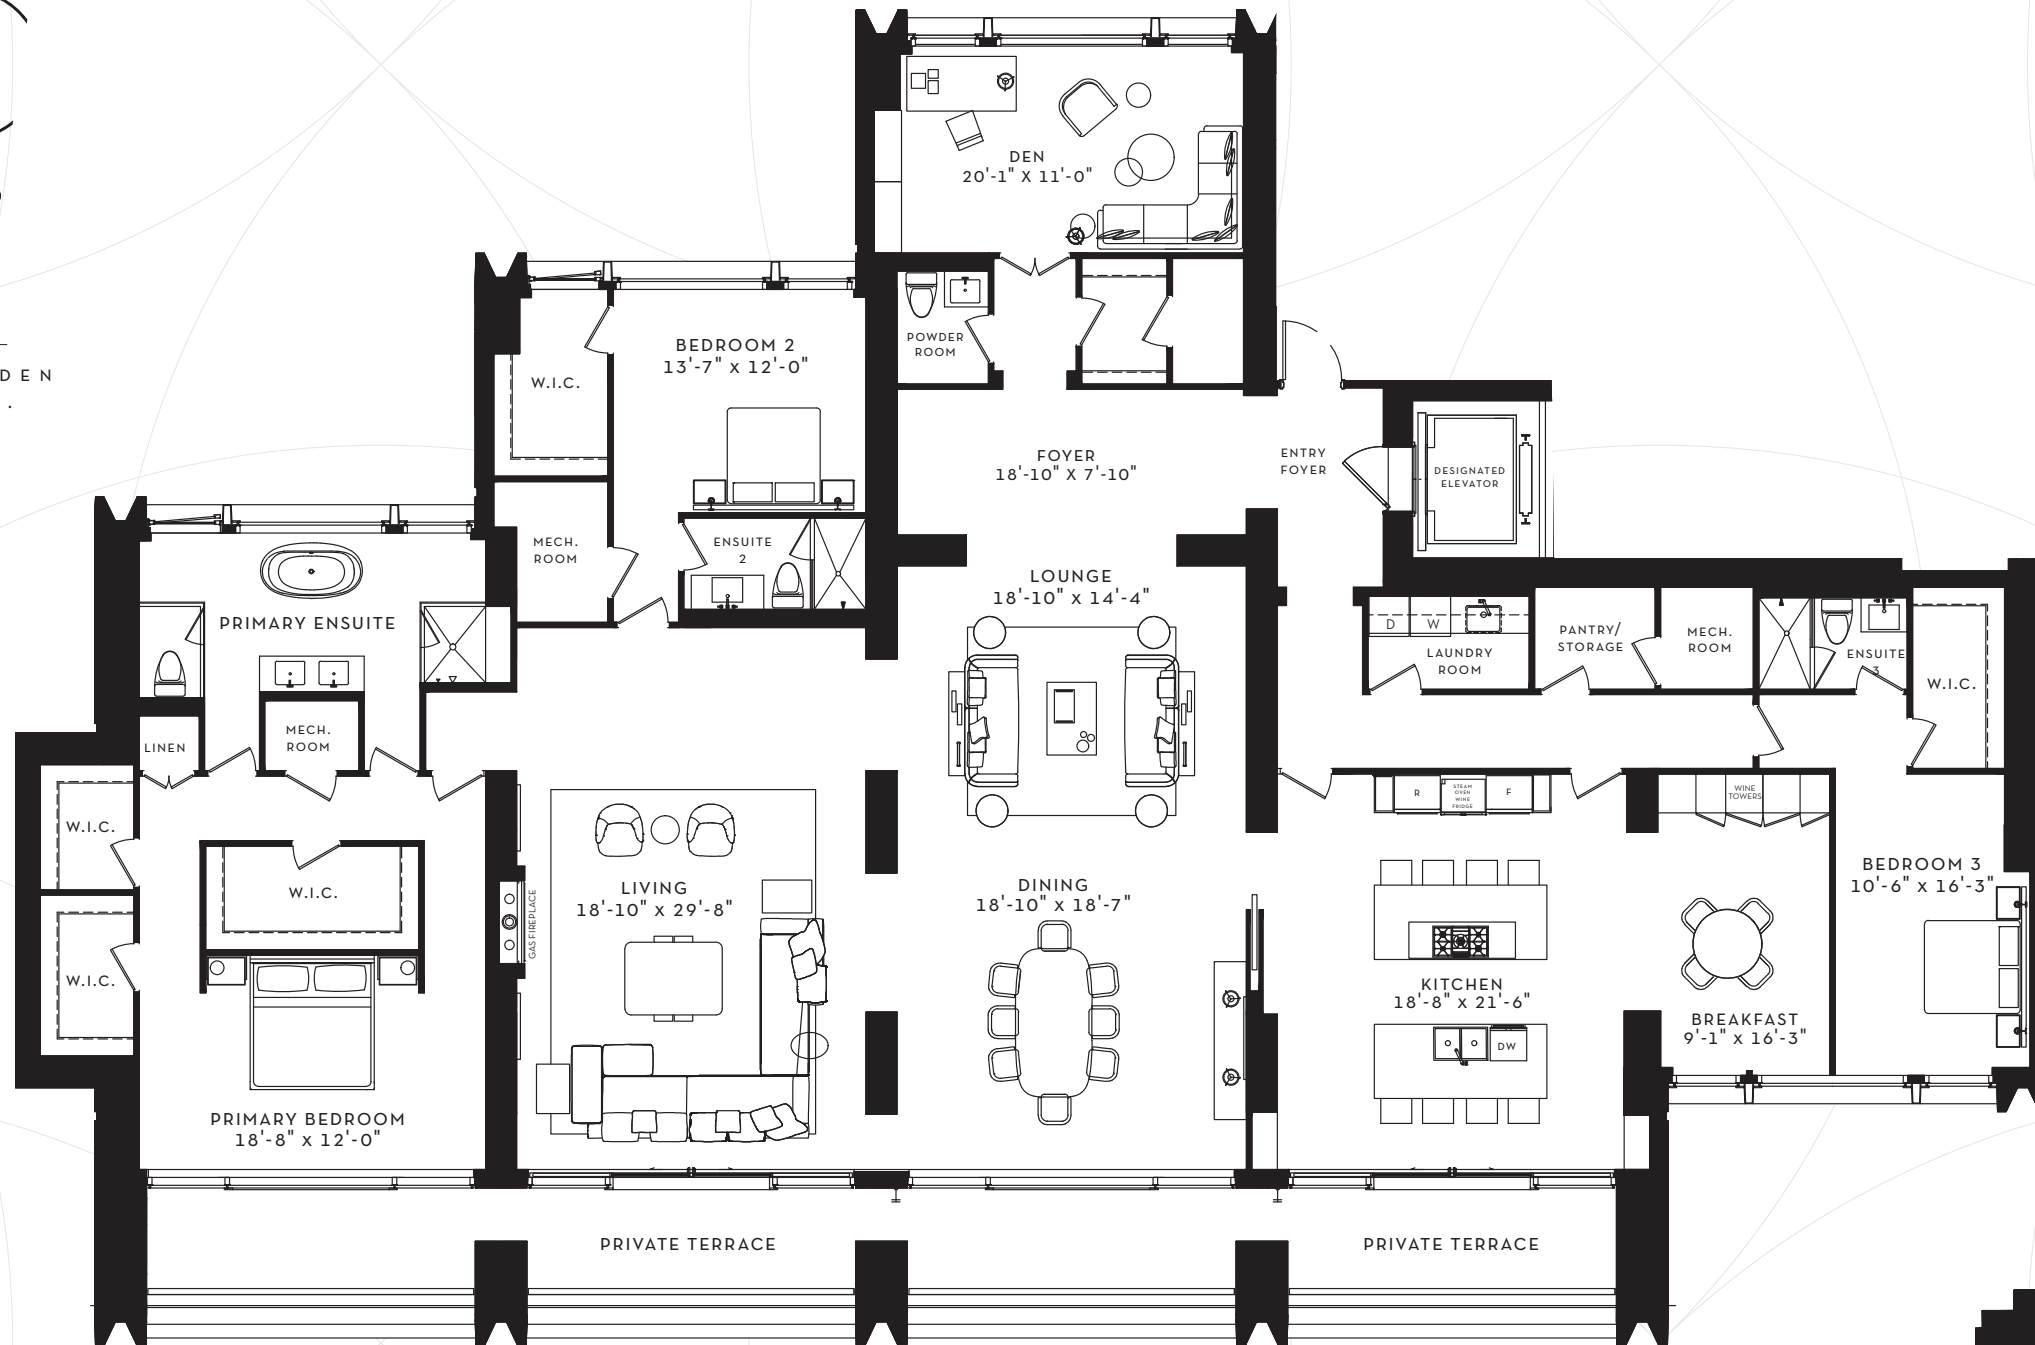 DEN
20'-1" X 11'-0"
DEN
.
POWDER
ROOM
BEDROOM 2
13'-7" X 12'-0"
W.I.C.
FOYER
18'-10" X 7'-10"
ENTRY
FOYER
DESIGNATED
ELEVATOR
MECH.
ROOM
ENSUITE
2
LOUNGE
18'-10" X 14'-4"
PRIMARY ENSUITE
D
W
LAUNDRY
ROOM
PANTRY/
STORAGE
MECH.
ROOM
ENSUITE
3
W.I.C.
LINEN
MECH.
ROOM
R
STEAM
OVEN
WINE
FRIDGE
F
WINE
TOWERS
W.I.C.
W.I.C.
LIVING
18'-10" X 29'-8"
GAS FIREPLACE
DINING
18'-10" X 18'-7"
BEDROOM 3
10'-6" X 16'-3"
W.I.C.
KITCHEN
18'-8" X 21'-6"
DW
BREAKFAST
9'-1" X 16'-3"
PRIMARY BEDROOM
18'-8" X 12'-0"
PRIVATE TERRACE
PRIVATE TERRACE